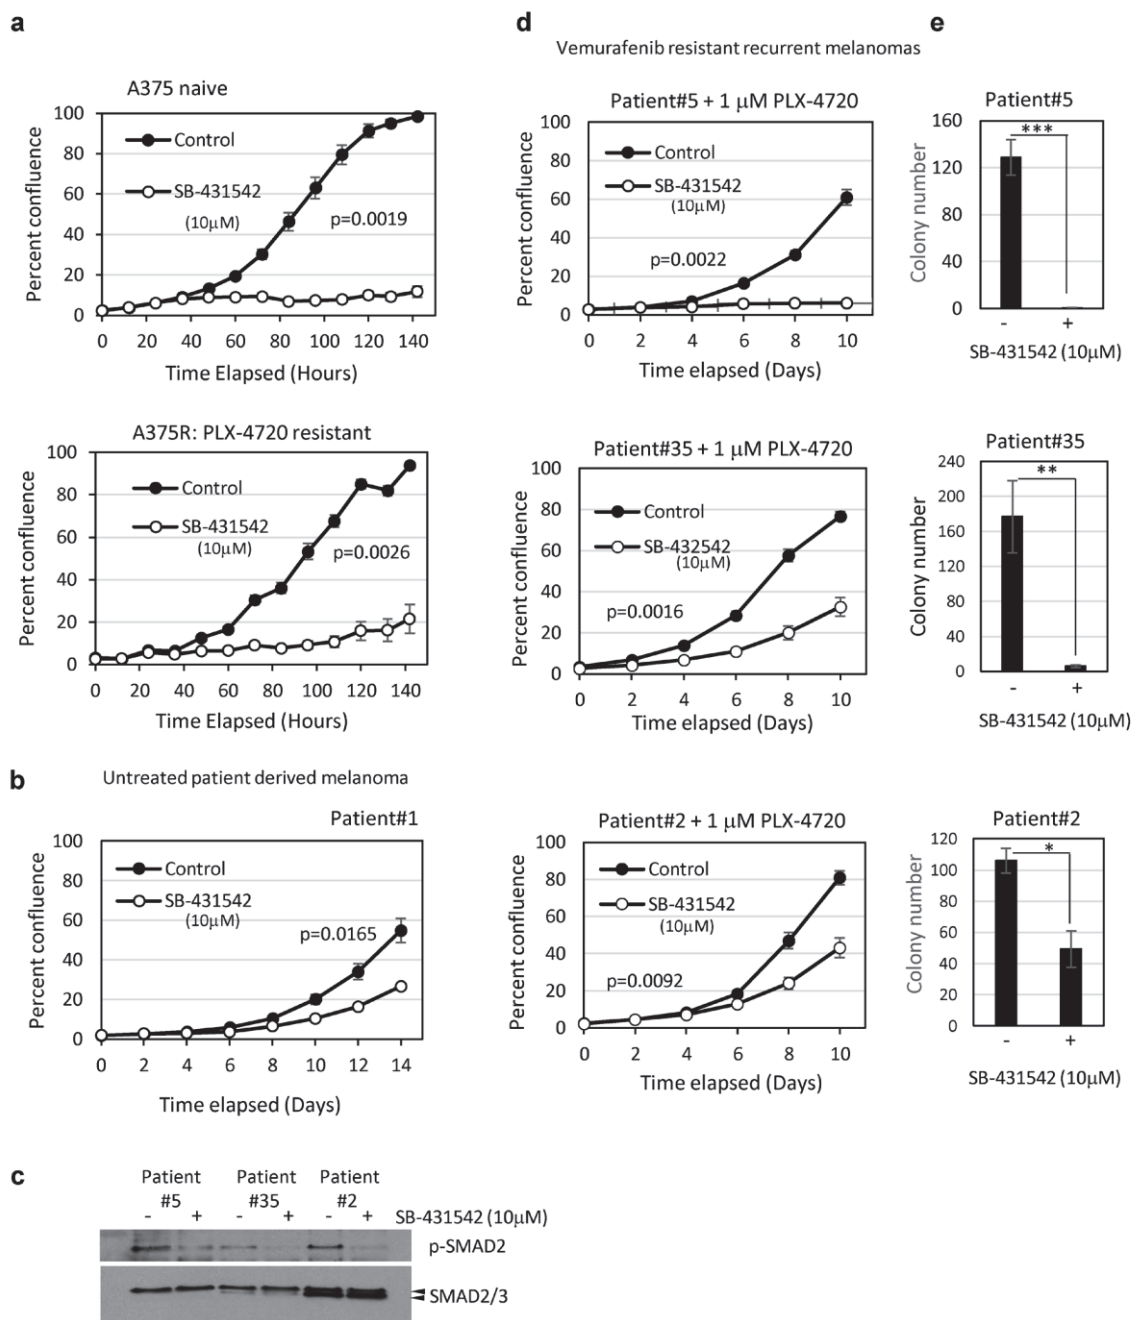 a
A375 naive
100
80
60
40
20
0
Percent confluence
Control
SB-431542
(10μM)
p=0.0019
0 20 40 60 80 100 120 140
Time Elapsed (Hours)
A375R: PLX-4720 resistant
100
80
60
40
20
0
Percent confluence
Control
SB-431542
(10μM)
p=0.0026
0 20 40 60 80 100 120 140
Time Elapsed (Hours)
b
Untreated patient derived melanoma
Patient#1
100
80
60
40
20
0
Percent confluence
Control
SB-431542
(10μM)
p=0.0165
0 2 4 6 8 10 12 14
Time elapsed (Days)
c
Patient Patient Patient
#5 #35 #2
- + - + - + SB-431542 (10μM)
p-SMAD2
SMAD2/3
d
Vemurafenib resistant recurrent melanomas
Patient#5 + 1 μM PLX-4720
100
80
60
40
20
0
Percent confluence
Control
SB-431542
(10μM)
p=0.0022
0 2 4 6 8 10
Time elapsed (Days)
Patient#35 + 1 μM PLX-4720
100
80
60
40
20
0
Percent confluence
Control
SB-432542
(10μM)
p=0.0016
0 2 4 6 8 10
Time elapsed (Days)
Patient#2 + 1 μM PLX-4720
100
80
60
40
20
0
Percent confluence
Control
SB-431542
(10μM)
p=0.0092
0 2 4 6 8 10
Time elapsed (Days)
e
Patient#5
160
120
80
40
0
Colony number
***
- +
SB-431542 (10μM)
Patient#35
240
200
160
120
80
40
0
Colony number
**
- +
SB-431542 (10μM)
Patient#2
120
100
80
60
40
20
0
Colony number
*
- +
SB-431542 (10μM)